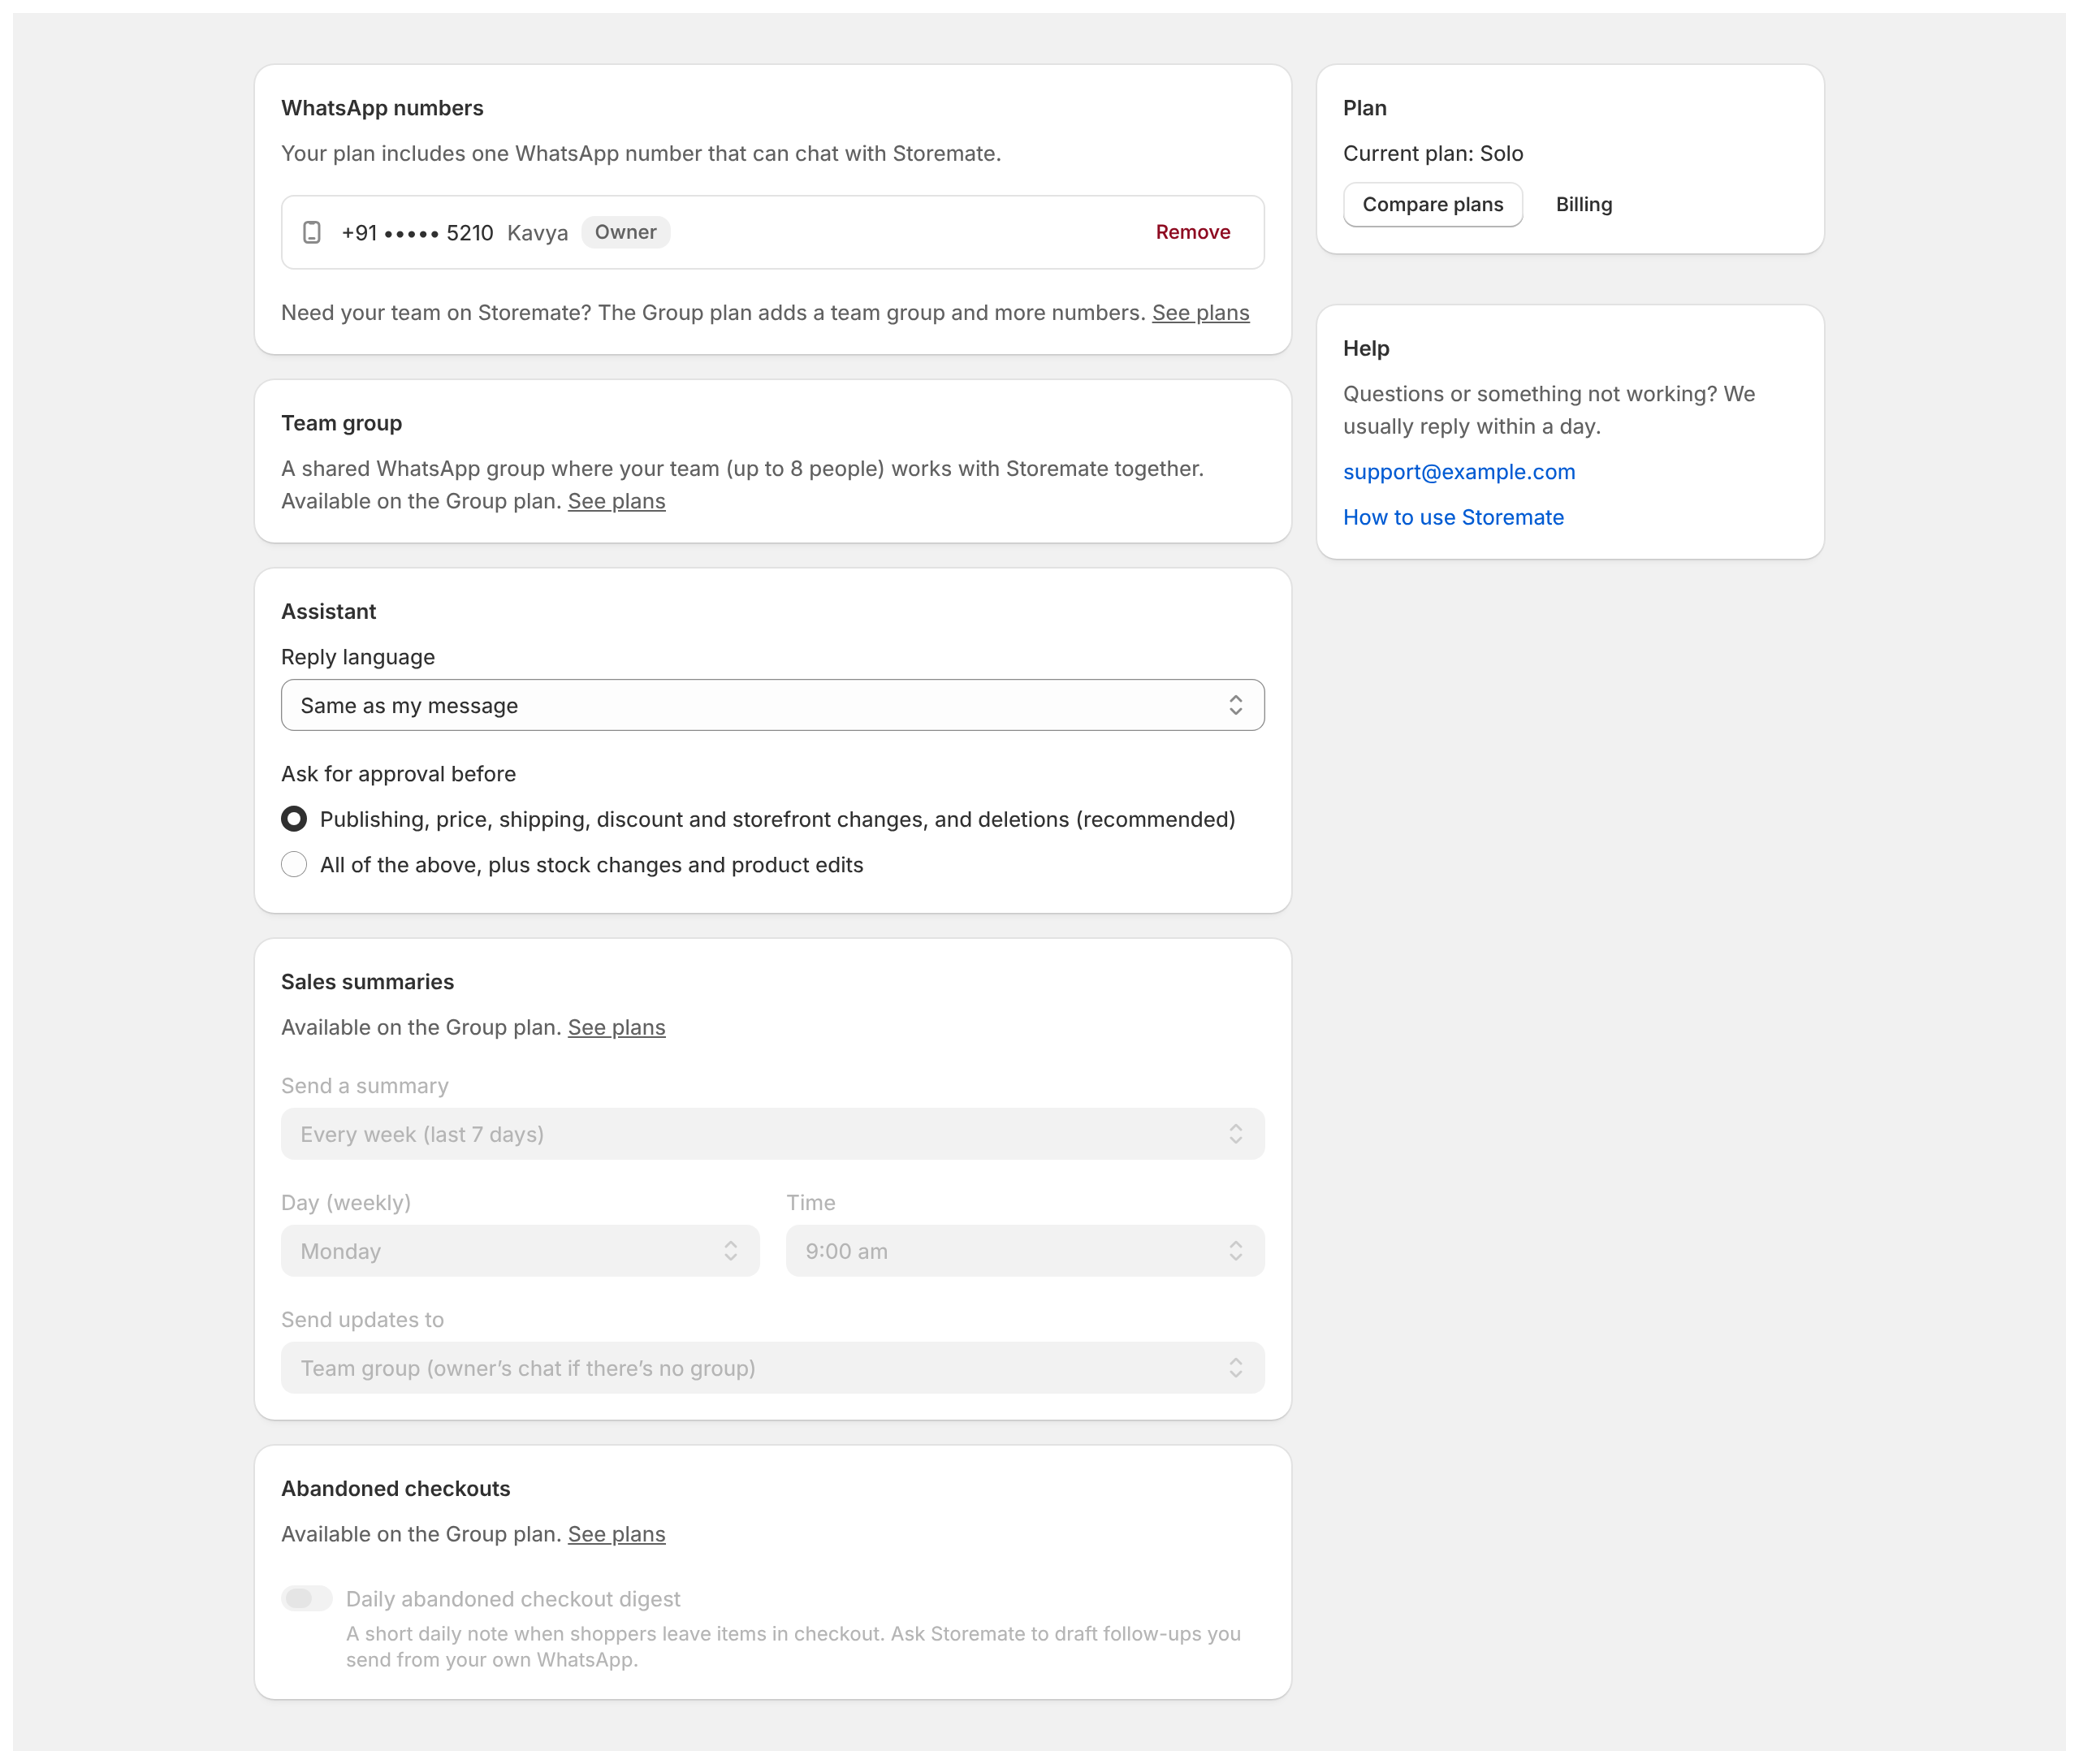 WhatsApp numbers
Your plan includes one WhatsApp number that can chat with Storemate.
+91 ••••• 5210 Kavya Owner Remove
Need your team on Storemate? The Group plan adds a team group and more numbers. See plans
Team group
A shared WhatsApp group where your team (up to 8 people) works with Storemate together.
Available on the Group plan. See plans
Assistant
Reply language
Same as my message
Ask for approval before
Publishing, price, shipping, discount and storefront changes, and deletions (recommended)
All of the above, plus stock changes and product edits
Sales summaries
Available on the Group plan. See plans
Send a summary
Every week (last 7 days)
Day (weekly) Time
Monday 9:00 am
Send updates to
Team group (owner’s chat if there’s no group)
Abandoned checkouts
Available on the Group plan. See plans
Daily abandoned checkout digest
A short daily note when shoppers leave items in checkout. Ask Storemate to draft follow-ups you
send from your own WhatsApp.
Plan
Current plan: Solo
Compare plans Billing
Help
Questions or something not working? We
usually reply within a day.
support@example.com
How to use Storemate